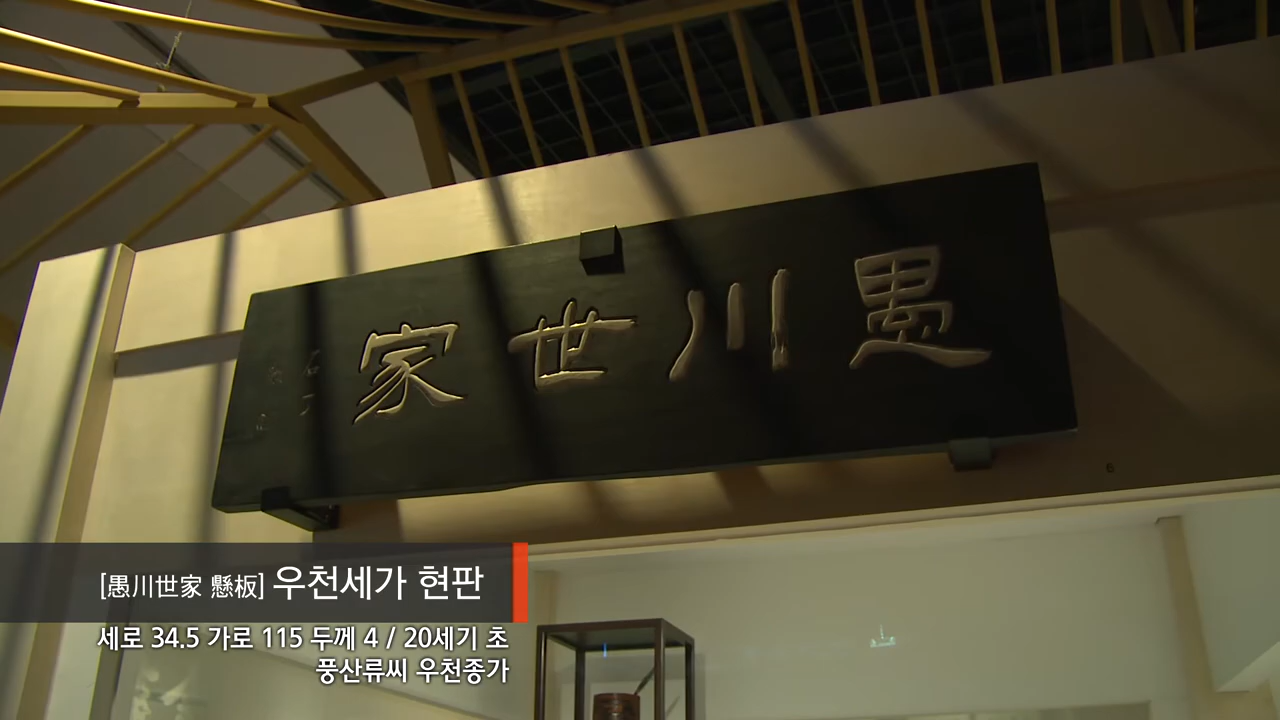 愚川世家
[愚川世家 懸板] 우천세가 현판
세로 34.5 가로 115 두께 4 / 20세기 초
풍산류씨 우천종가
6